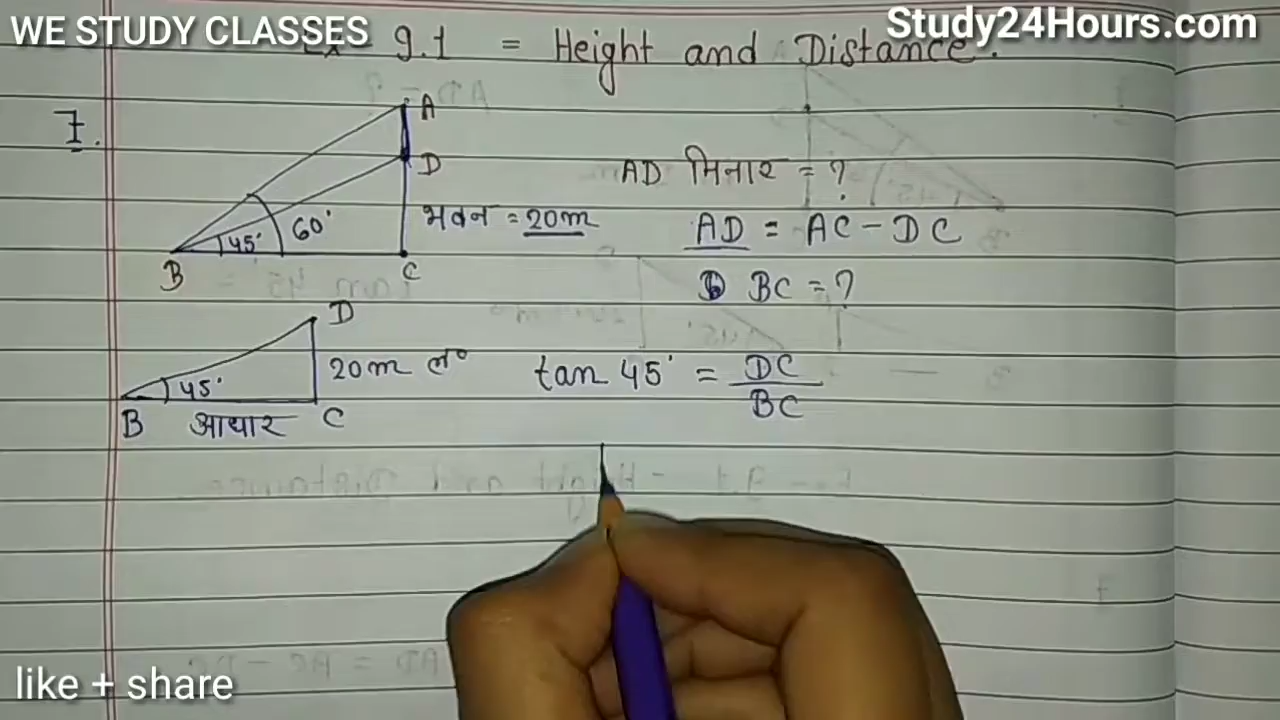 WE STUDY CLASSES
Study24Hours.com
Ex 9.1 = Height and Distance.
7.
A
D
AD मिनार = ?
भवन = 20m
60°
45°
B
C
AD = AC - DC
BC = ?
D
20m ल०
45°
B आधार C
tan 45° = DC / BC
like + share